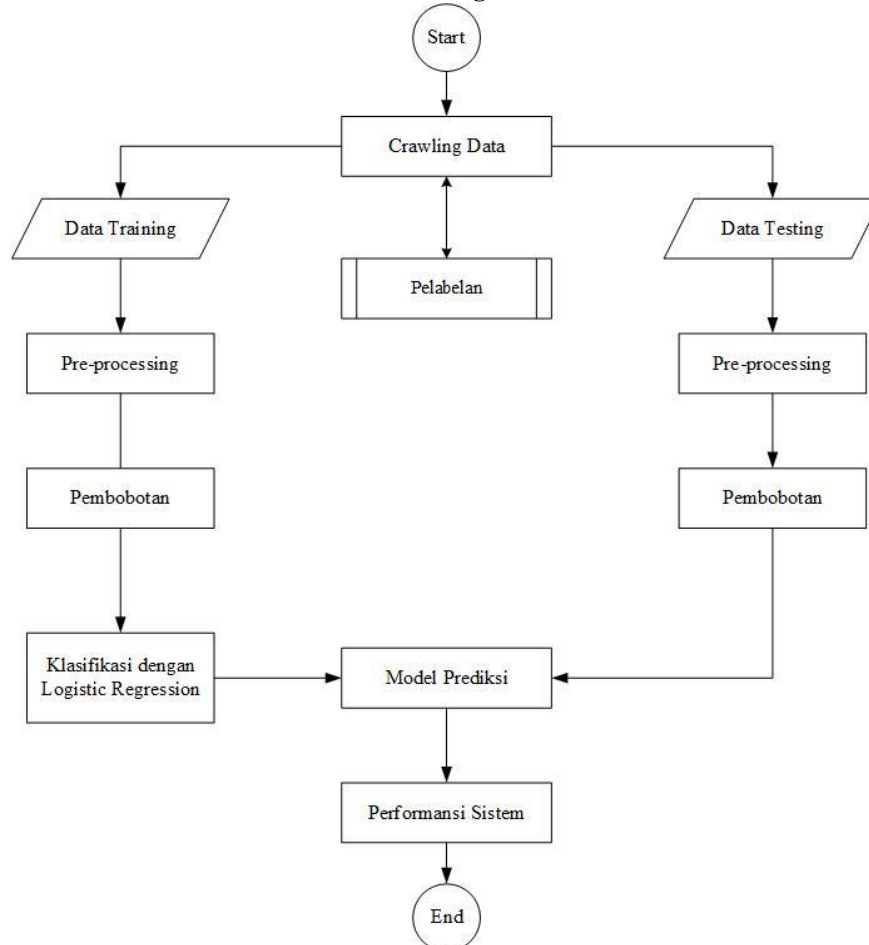 Start
Crawling Data
Data Training
Data Testing
Pelabelan
Pre-processing
Pre-processing
Pembobotan
Pembobotan
Klasifikasi dengan
Logistic Regression
Model Prediksi
Performansi Sistem
End